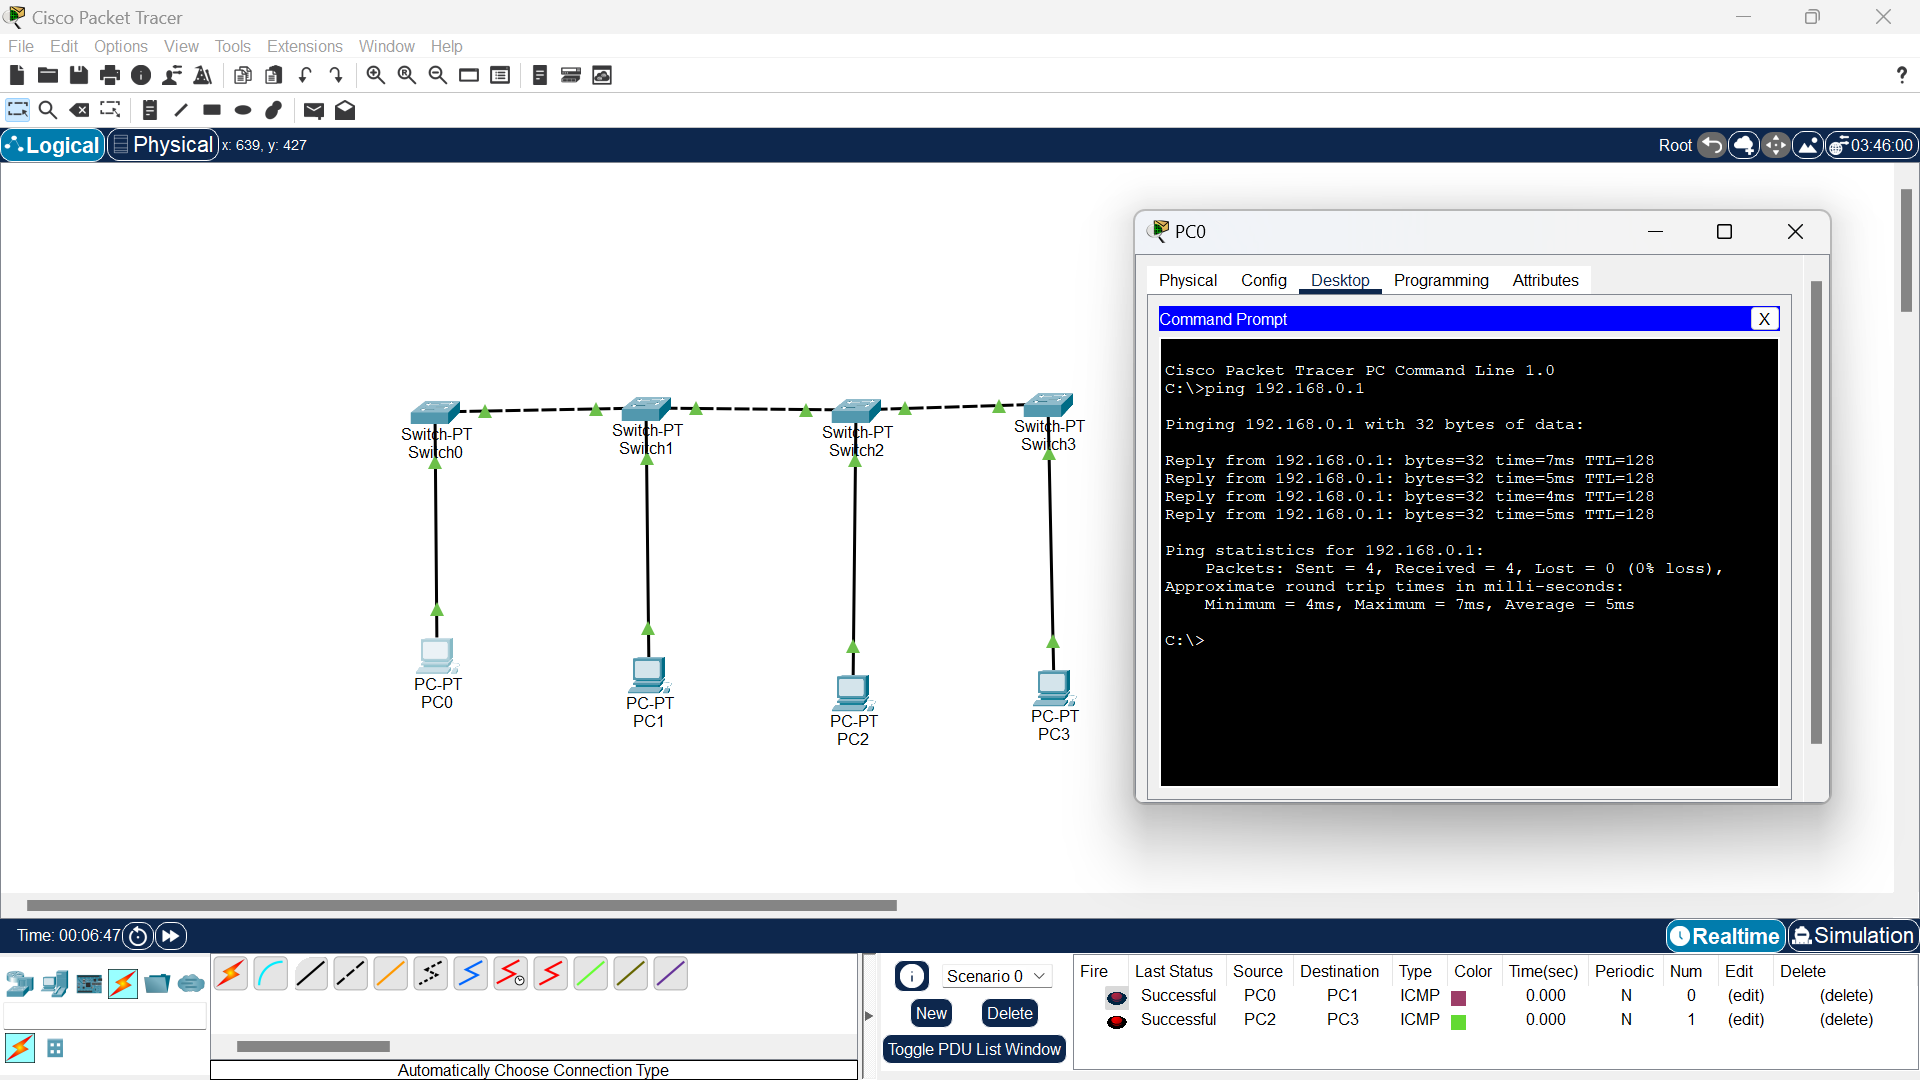 Cisco Packet Tracer
File Edit Options View Tools Extensions Window Help
Logical Physical x: 639, y: 427 Root 03:46:00
PC0
Physical Config Desktop Programming Attributes
Command Prompt X
Cisco Packet Tracer PC Command Line 1.0
C:\>ping 192.168.0.1
Pinging 192.168.0.1 with 32 bytes of data:
Reply from 192.168.0.1: bytes=32 time=7ms TTL=128
Reply from 192.168.0.1: bytes=32 time=5ms TTL=128
Reply from 192.168.0.1: bytes=32 time=4ms TTL=128
Reply from 192.168.0.1: bytes=32 time=5ms TTL=128
Ping statistics for 192.168.0.1:
Packets: Sent = 4, Received = 4, Lost = 0 (0% loss),
Approximate round trip times in milli-seconds:
Minimum = 4ms, Maximum = 7ms, Average = 5ms
C:\>
Switch-PT
Switch0
Switch-PT
Switch1
Switch-PT
Switch2
Switch-PT
Switch3
PC-PT
PC0
PC-PT
PC1
PC-PT
PC2
PC-PT
PC3
Time: 00:06:47 Realtime Simulation
Automatically Choose Connection Type
Scenario 0
New Delete
Toggle PDU List Window
Fire Last Status Source Destination Type Color Time(sec) Periodic Num Edit Delete
Successful PC0 PC1 ICMP 0.000 N 0 (edit) (delete)
Successful PC2 PC3 ICMP 0.000 N 1 (edit) (delete)